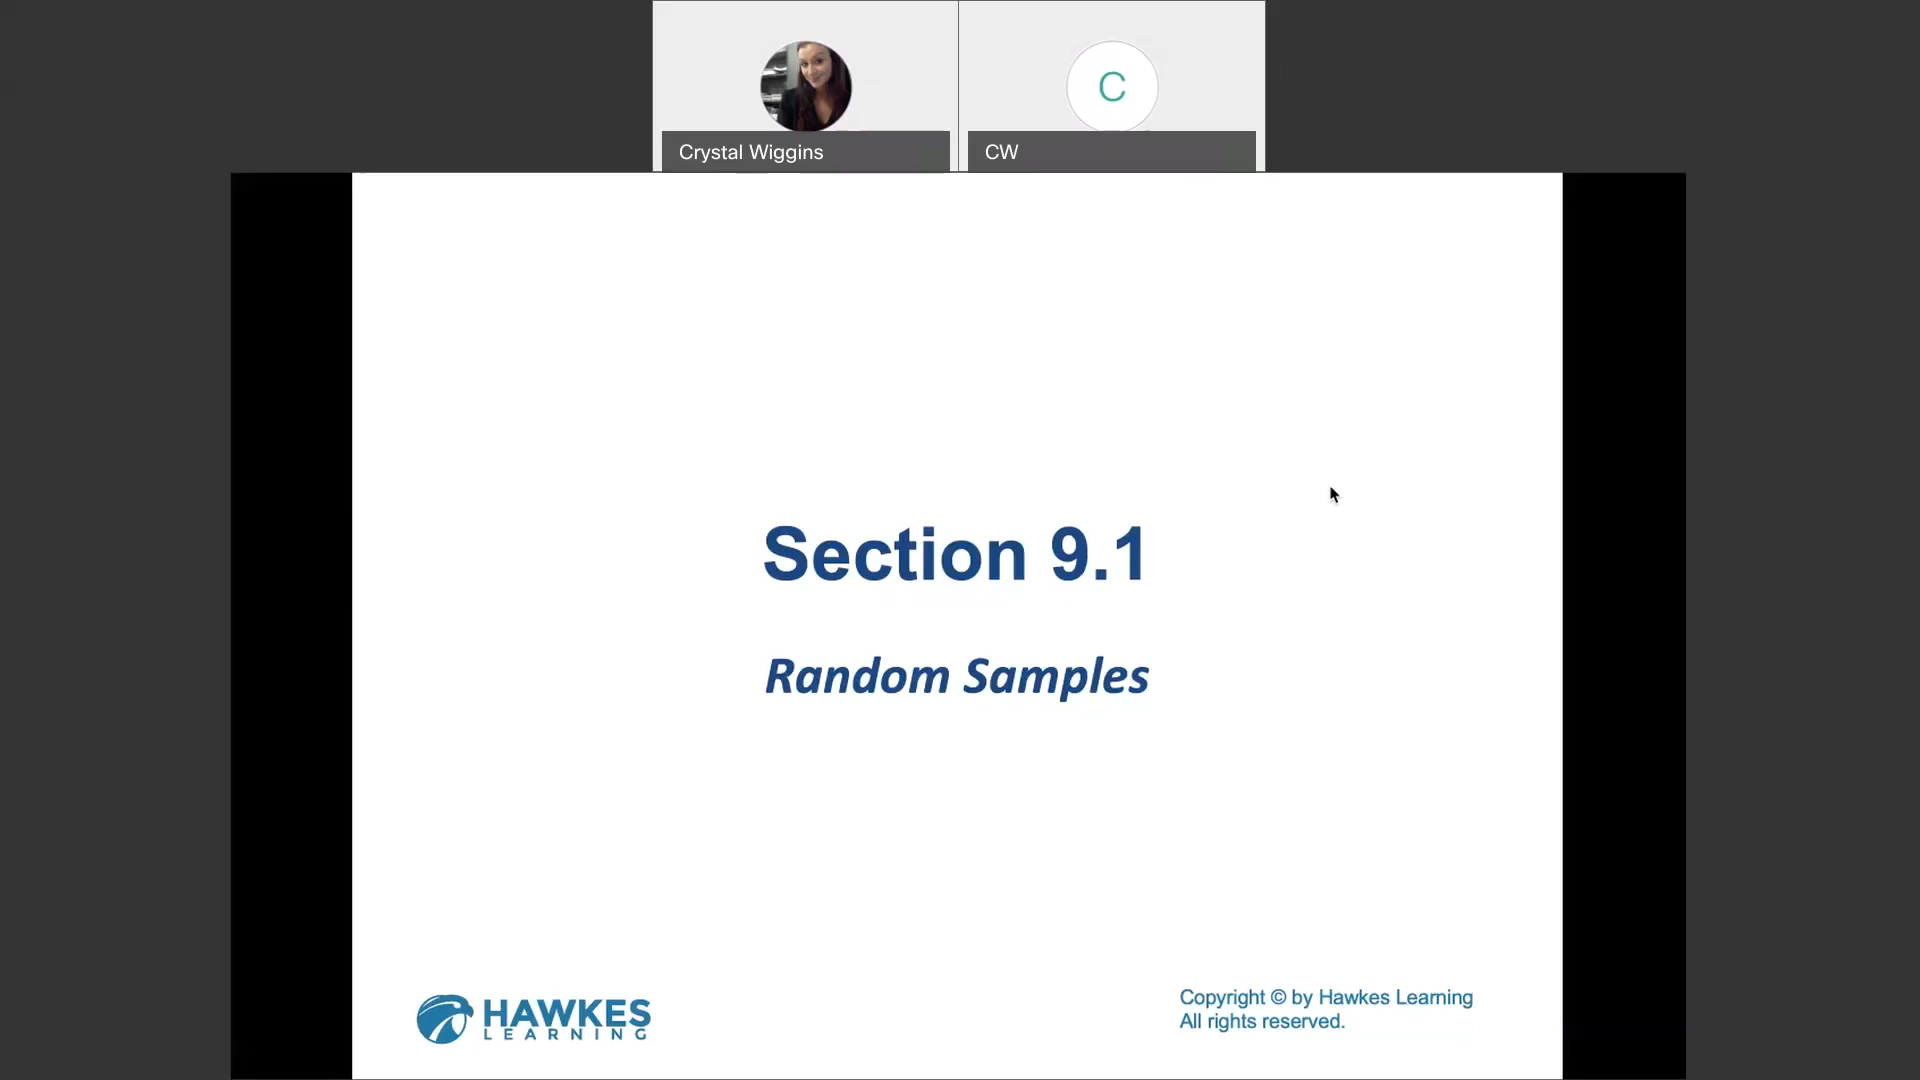 C
Crystal Wiggins
CW
Section 9.1
Random Samples
HAWKES
LEARNING
Copyright © by Hawkes Learning
All rights reserved.